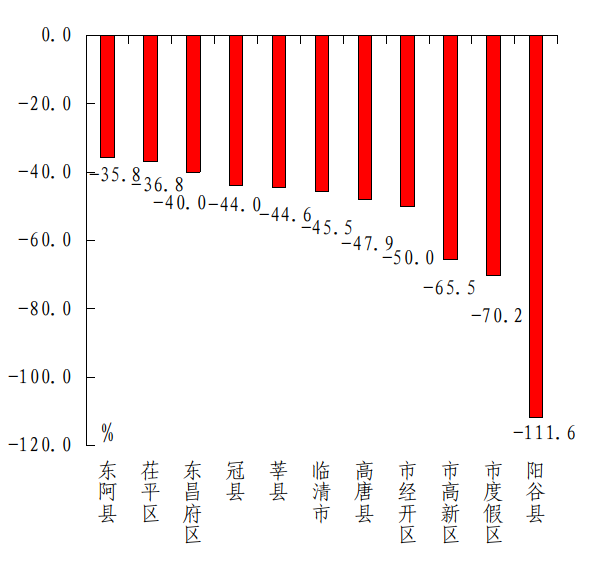 0.0
-20.0
-40.0
-60.0
-80.0
-100.0
-120.0
%
-35.8
-36.8
-40.0
-44.0
-44.6
-45.5
-47.9
-50.0
-65.5
-70.2
-111.6
东阿县
茌平区
东昌府区
冠县
莘县
临清市
高唐县
市经开区
市高新区
市度假区
阳谷县